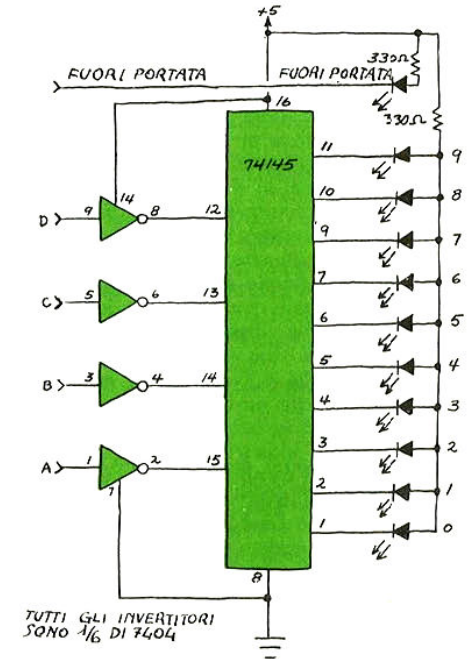 +5
330Ω
FUORI PORTATA FUORI PORTATA
330Ω
16
74145
14
11 9
10 8
D 9 8 12 9 7
7 6
C 5 6 13
6 5
5 4
B 3 4 14
4 3
3 2
A 1 2 15
7
2 1
1 0
8
TUTTI GLI INVERTITORI
SONO 1/6 DI 7404